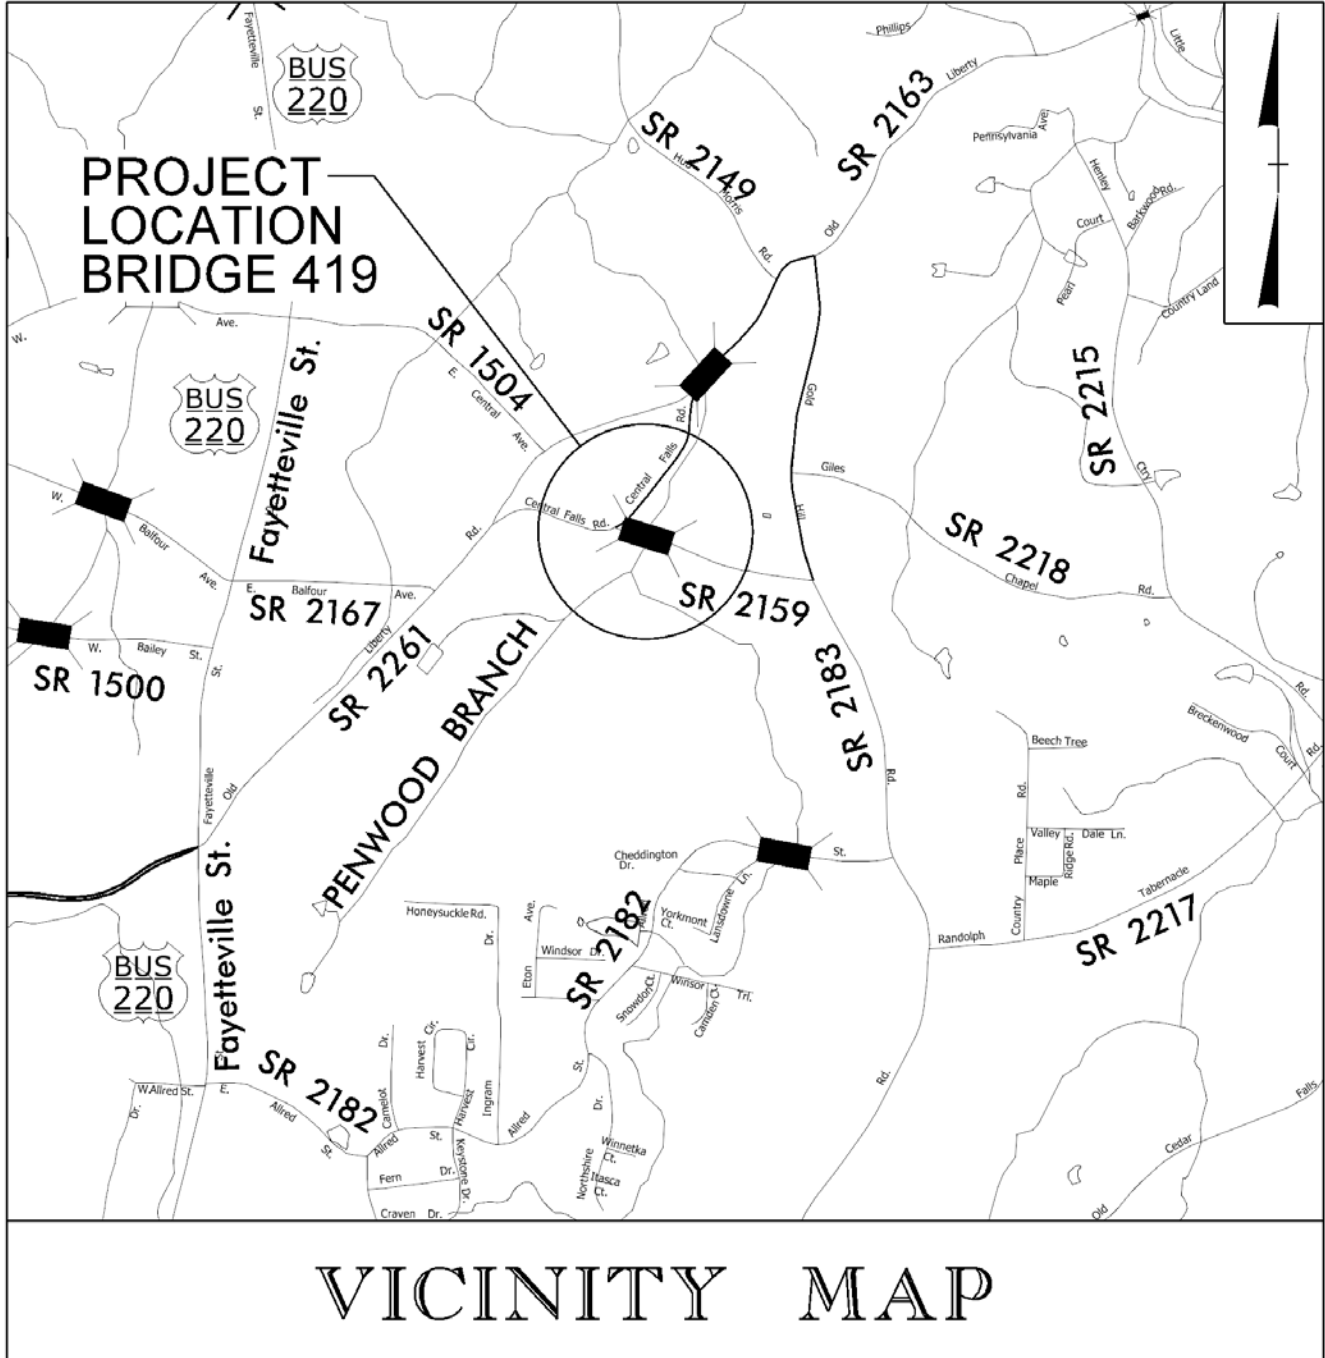 Fayetteville
St.
BUS
220
Phillips
Little
Liberty
SR 2163
Old
SR 2149
Morris
Rd.
Pennsylvania Ave.
Henley
Barkwood Rd.
Court
Pearl
Country Land
PROJECT
LOCATION
BRIDGE 419
W.
Ave.
SR 1504
E.
Central
Ave.
BUS
220
Fayetteville St.
Rd.
Falls
Central
Gold
Hill
Giles
SR 2215
Ctry
W.
Balfour
Ave.
Central Falls Rd.
Rd.
SR 2218
Chapel
Rd.
E.
Balfour
Ave.
SR 2167
SR 2159
Liberty
SR 2261
W.
Bailey
St.
St.
SR 1500
PENWOOD BRANCH
SR 2183
Rd.
Rd.
Breckenwood
Court
Rd.
Beech Tree
Rd.
Place
Country
Valley
Dale Ln.
Ridge Rd.
Maple
Tabernacle
Randolph
SR 2217
Fayetteville
Old
Fayetteville St.
St.
Cheddington
Dr.
St.
Ln.
Lansdowne
Yorkmont
Ct.
SR 2182
Honeysuckle Rd.
Dr.
Ave.
Windsor Dr.
Eton
Snowdon Ct.
Winsor
Trl.
Camden Ct.
BUS
220
SR 2182
W.Allred St.
E.
Dr.
Allred
St.
Dr.
Camelot
Harvest
Cir.
Cir.
Harvest
Ingram
Allred
St.
Allred
St.
Keystone Dr.
Fern
Dr.
Craven Dr.
Dr.
Northshire
Winnetka
Ct.
Itasca
Ct.
Rd.
Falls
Cedar
Old
VICINITY MAP